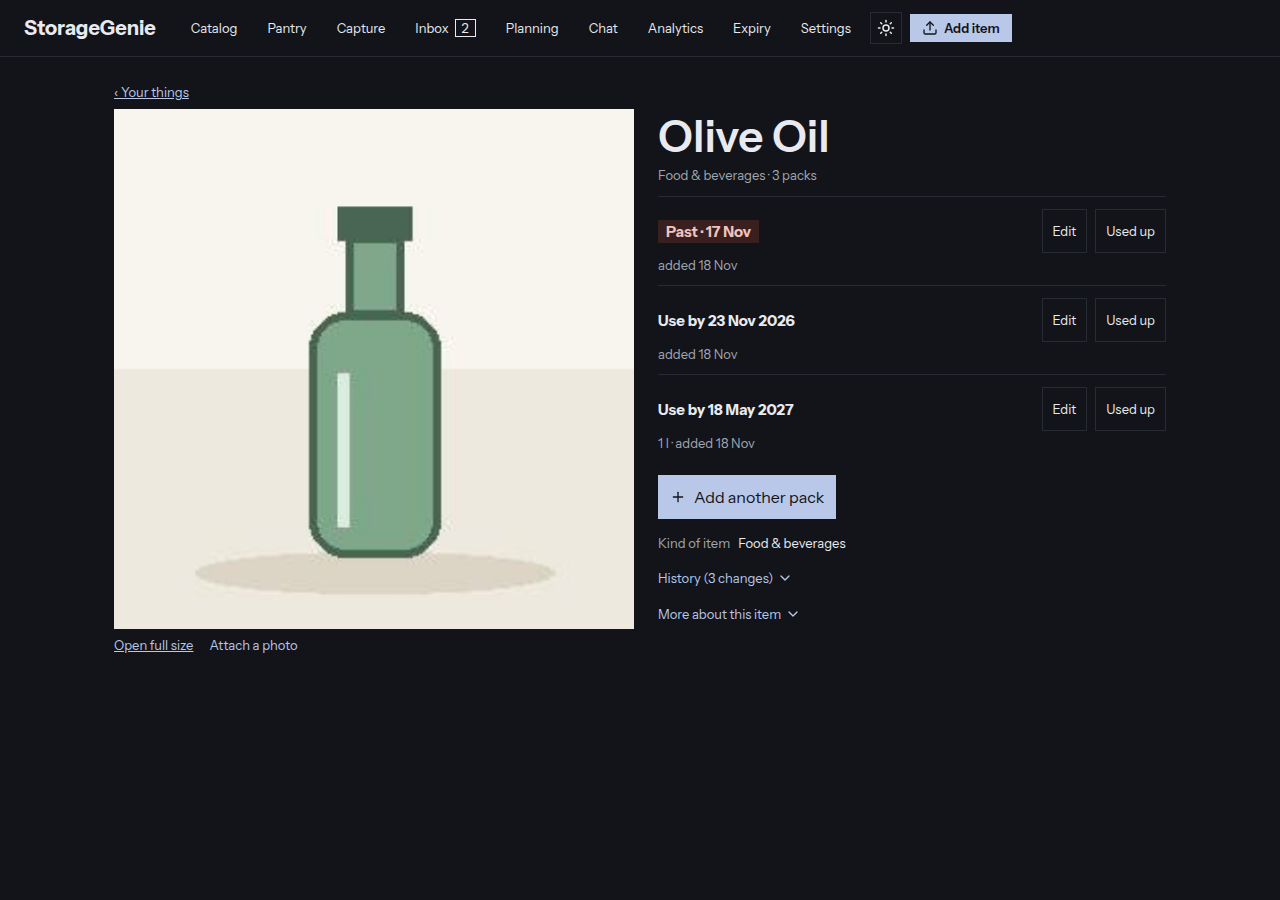 StorageGenie Catalog Pantry Capture Inbox 2 Planning Chat Analytics Expiry Settings Add item
‹ Your things
Olive Oil
Food & beverages · 3 packs
Past · 17 Nov Edit Used up
added 18 Nov
Use by 23 Nov 2026 Edit Used up
added 18 Nov
Use by 18 May 2027 Edit Used up
1 l · added 18 Nov
+ Add another pack
Kind of item Food & beverages
History (3 changes)
More about this item
Open full size Attach a photo